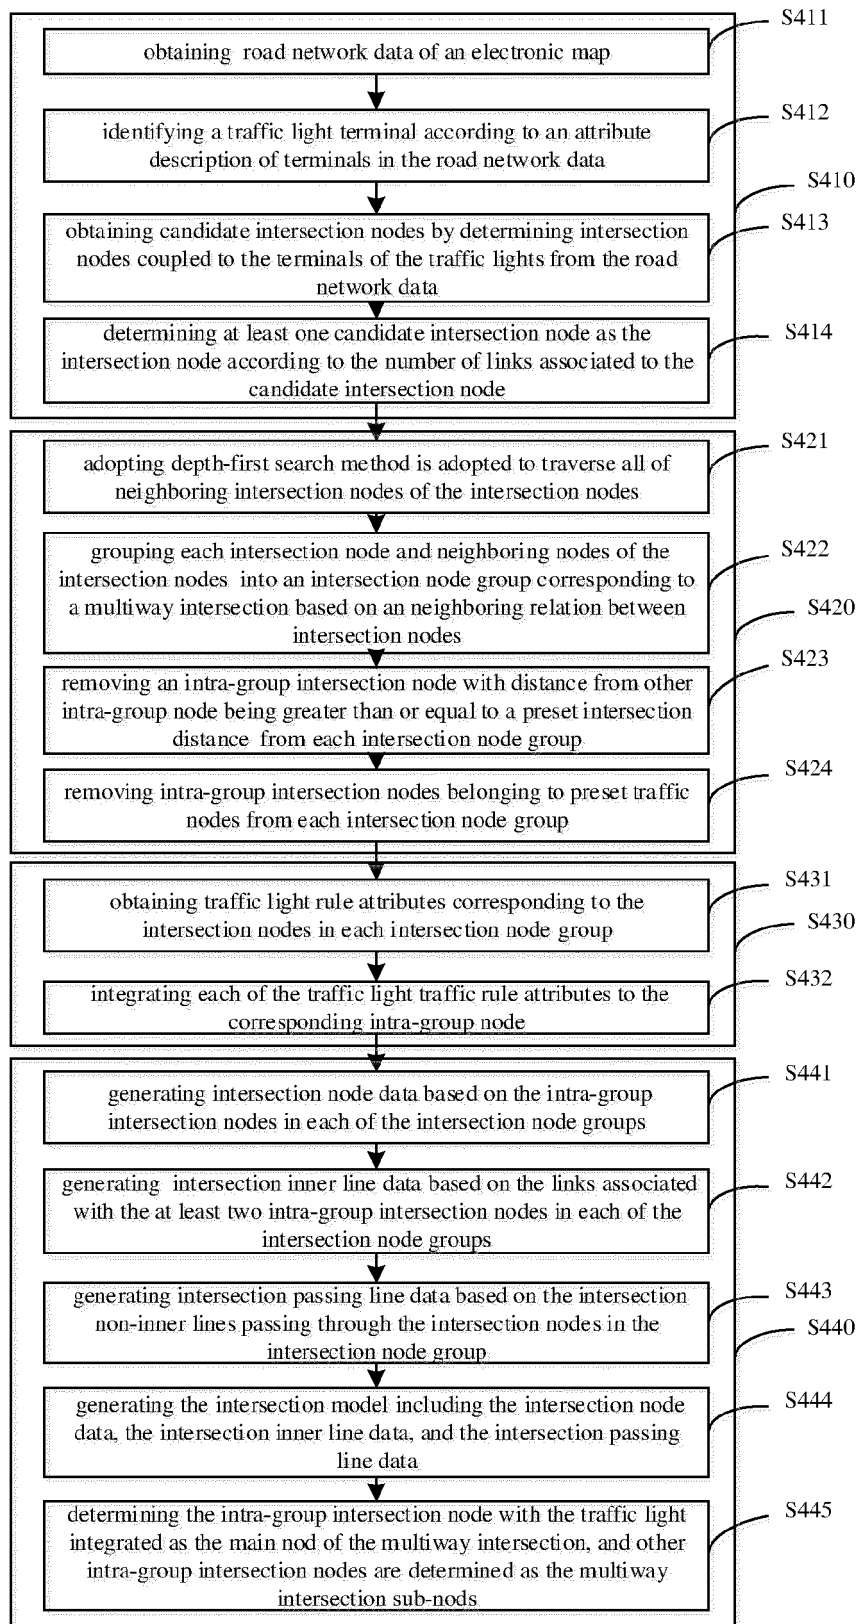 S411
obtaining road network data of an electronic map
S412
identifying a traffic light terminal according to an attribute
description of terminals in the road network data
S410
S413
obtaining candidate intersection nodes by determining intersection
nodes coupled to the terminals of the traffic lights from the road
network data
S414
determining at least one candidate intersection node as the
intersection node according to the number of links associated to the
candidate intersection node
S421
adopting depth-first search method is adopted to traverse all of
neighboring intersection nodes of the intersection nodes
S422
grouping each intersection node and neighboring nodes of the
intersection nodes into an intersection node group corresponding to
a multiway intersection based on an neighboring relation between
intersection nodes
S420
S423
removing an intra-group intersection node with distance from other
intra-group node being greater than or equal to a preset intersection
distance from each intersection node group
S424
removing intra-group intersection nodes belonging to preset traffic
nodes from each intersection node group
S431
obtaining traffic light rule attributes corresponding to the
intersection nodes in each intersection node group
S430
S432
integrating each of the traffic light traffic rule attributes to the
corresponding intra-group node
S441
generating intersection node data based on the intra-group
intersection nodes in each of the intersection node groups
S442
generating intersection inner line data based on the links associated
with the at least two intra-group intersection nodes in each of the
intersection node groups
S443
generating intersection passing line data based on the intersection
non-inner lines passing through the intersection nodes in the
intersection node group
S440
S444
generating the intersection model including the intersection node
data, the intersection inner line data, and the intersection passing
line data
S445
determining the intra-group intersection node with the traffic light
integrated as the main nod of the multiway intersection, and other
intra-group intersection nodes are determined as the multiway
intersection sub-nods